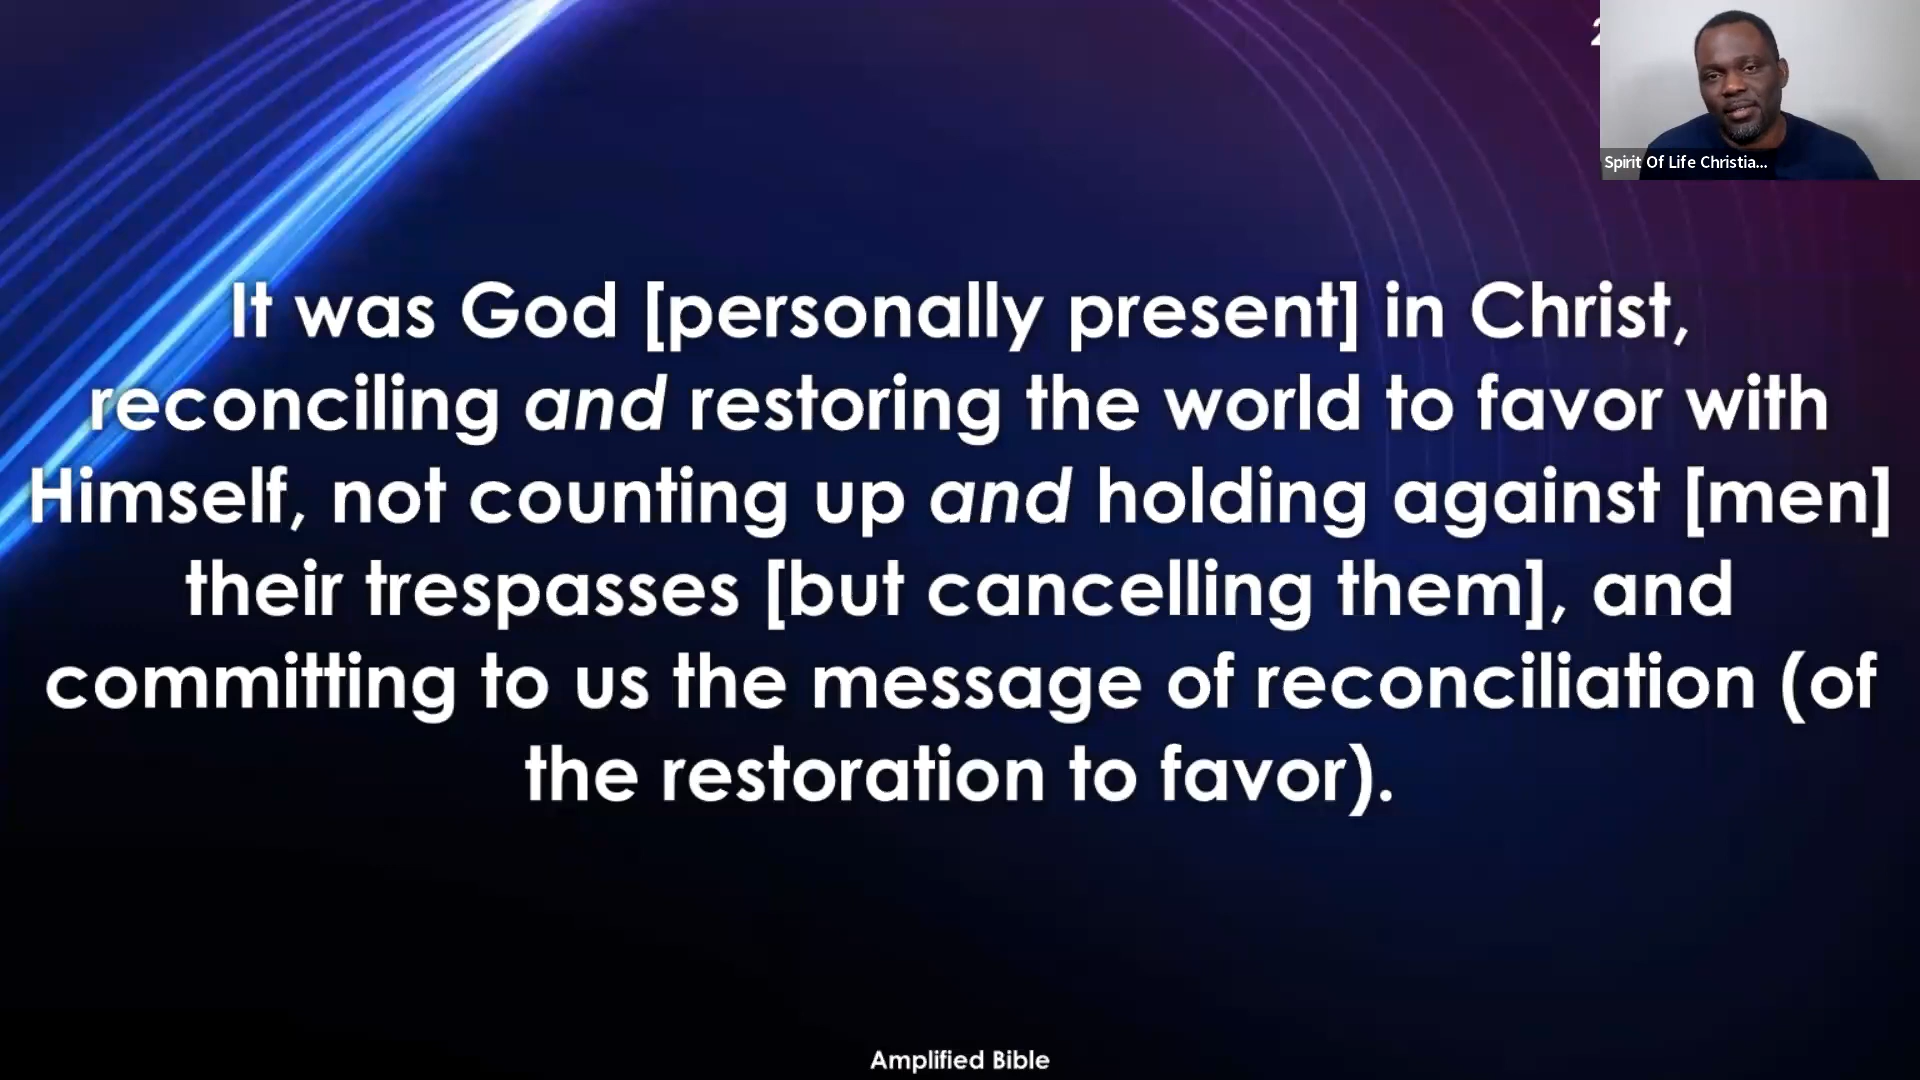 2
Spirit Of Life Christia...
It was God [personally present] in Christ,
reconciling and restoring the world to favor with
Himself, not counting up and holding against [men]
their trespasses [but cancelling them], and
committing to us the message of reconciliation (of
the restoration to favor).
Amplified Bible